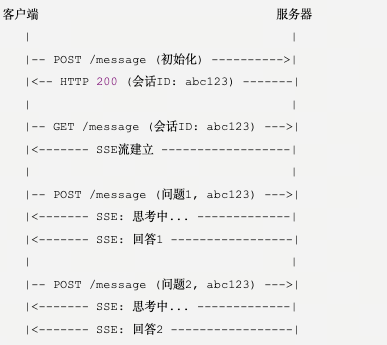 客户端                                    服务器
   |                                      |
   |-- POST /message (初始化) ----------->|
   |<-- HTTP 200 (会话ID: abc123) -------|
   |                                      |
   |-- GET /message (会话ID: abc123) --->|
   |<------- SSE流建立 ------------------|
   |                                      |
   |-- POST /message (问题1, abc123) --->|
   |<------- SSE: 思考中... -------------|
   |<------- SSE: 回答1 -----------------|
   |                                      |
   |-- POST /message (问题2, abc123) --->|
   |<------- SSE: 思考中... -------------|
   |<------- SSE: 回答2 -----------------|